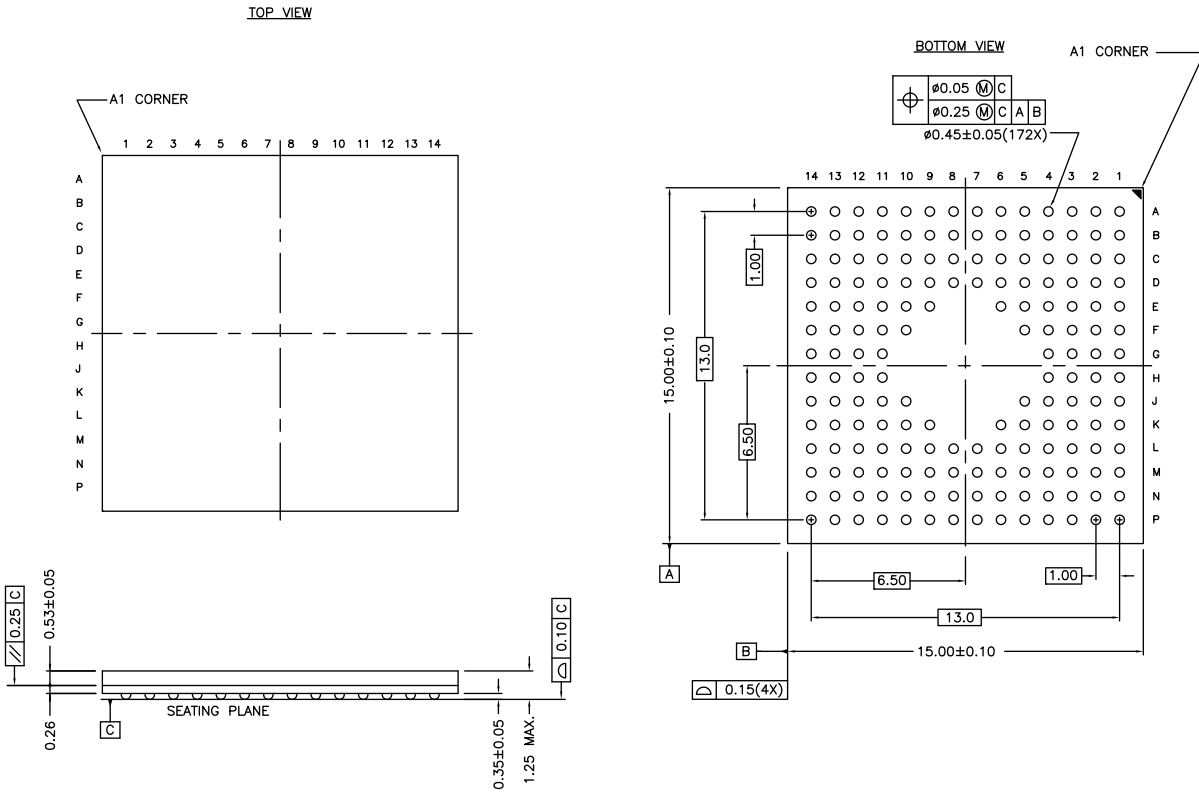 TOP VIEW
A1 CORNER
1 2 3 4 5 6 7 8 9 10 11 12 13 14
A
B
C
D
E
F
G
H
J
K
L
M
N
P
// 0.25 C
0.53±0.05
0.26
C
SEATING PLANE
0.35±0.05
1.25 MAX.
0.10 C
BOTTOM VIEW
A1 CORNER
ø0.05 Ⓜ C
ø0.25 Ⓜ C A B
ø0.45±0.05(172X)
14 13 12 11 10 9 8 7 6 5 4 3 2 1
A
B
C
D
E
F
G
H
J
K
L
M
N
P
1.00
13.0
15.00±0.10
6.50
A
6.50
1.00
13.0
B
15.00±0.10
0.15(4X)